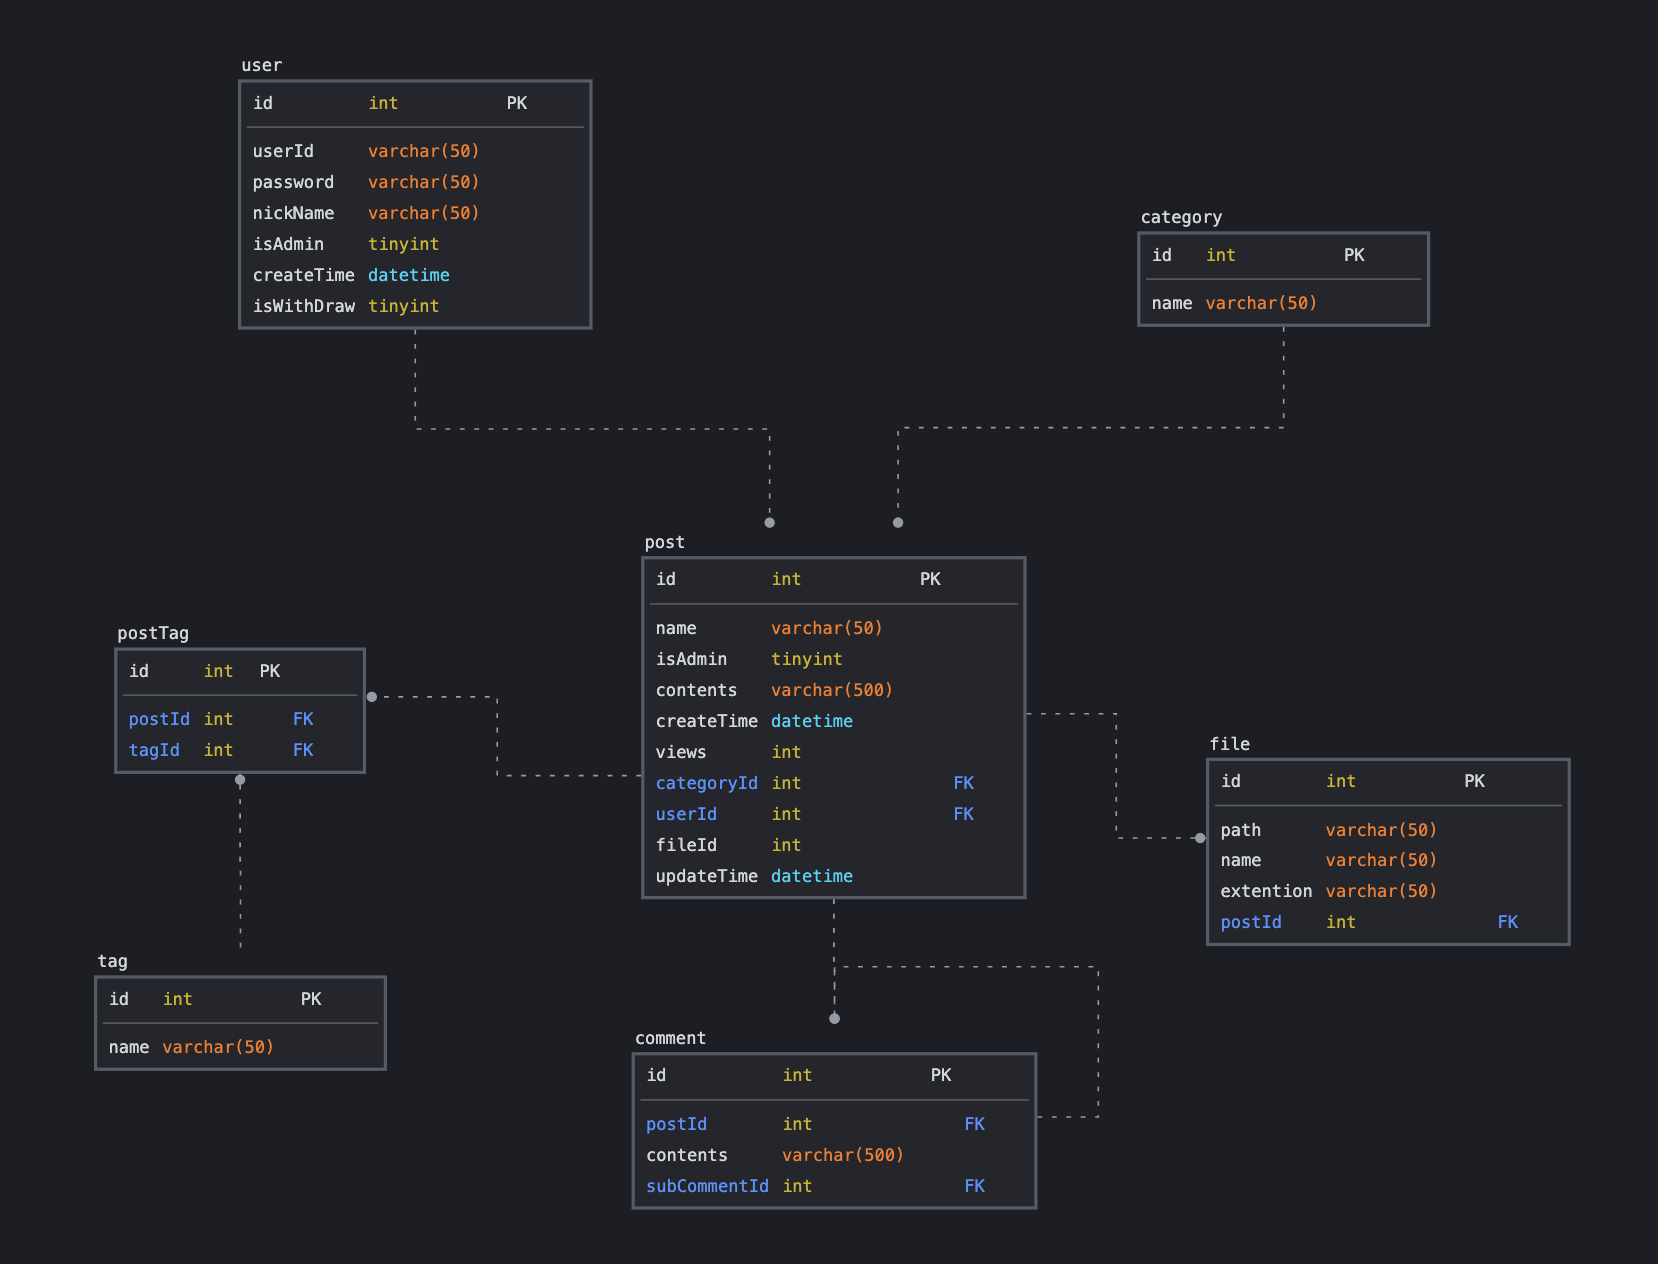 user
id int PK
userId varchar(50)
password varchar(50)
nickName varchar(50)
isAdmin tinyint
createTime datetime
isWithDraw tinyint
category
id int PK
name varchar(50)
post
id int PK
name varchar(50)
isAdmin tinyint
contents varchar(500)
createTime datetime
views int
categoryId int FK
userId int FK
fileId int
updateTime datetime
postTag
id int PK
postId int FK
tagId int FK
file
id int PK
path varchar(50)
name varchar(50)
extention varchar(50)
postId int FK
tag
id int PK
name varchar(50)
comment
id int PK
postId int FK
contents varchar(500)
subCommentId int FK